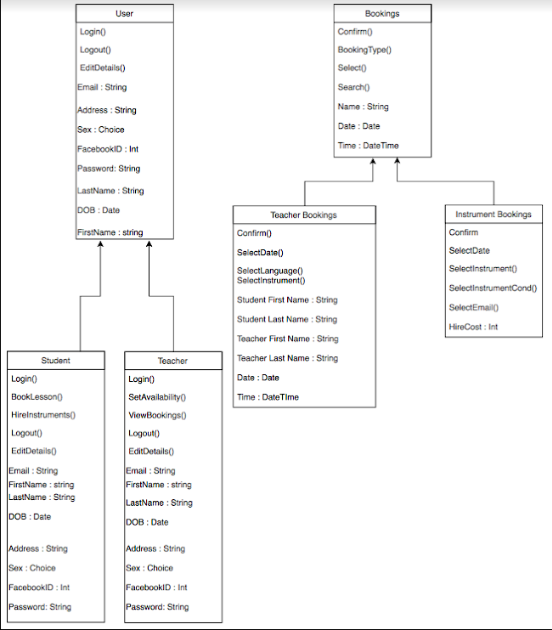 User
Login()
Logout()
EditDetails()
Email : String
Address : String
Sex : Choice
FacebookID : Int
Password: String
LastName : String
DOB : Date
FirstName : string
Bookings
Confirm()
BookingType()
Select()
Search()
Name : String
Date : Date
Time : DateTime
Teacher Bookings
Confirm()
SelectDate()
SelectLanguage()
SelectInstrument()
Student First Name : String
Student Last Name : String
Teacher First Name : String
Teacher Last Name : String
Date : Date
Time : DateTIme
Instrument Bookings
Confirm
SelectDate
SelectInstrument()
SelectInstrumentCond()
SelectEmail()
HireCost : Int
Student
Login()
BookLesson()
HireInstruments()
Logout()
EditDetails()
Email : String
FirstName : string
LastName : String
DOB : Date
Address : String
Sex : Choice
FacebookID : Int
Password: String
Teacher
Login()
SetAvailability()
ViewBookings()
Logout()
EditDetails()
Email : String
FirstName : string
LastName : String
DOB : Date
Address : String
Sex : Choice
FacebookID : Int
Password: String